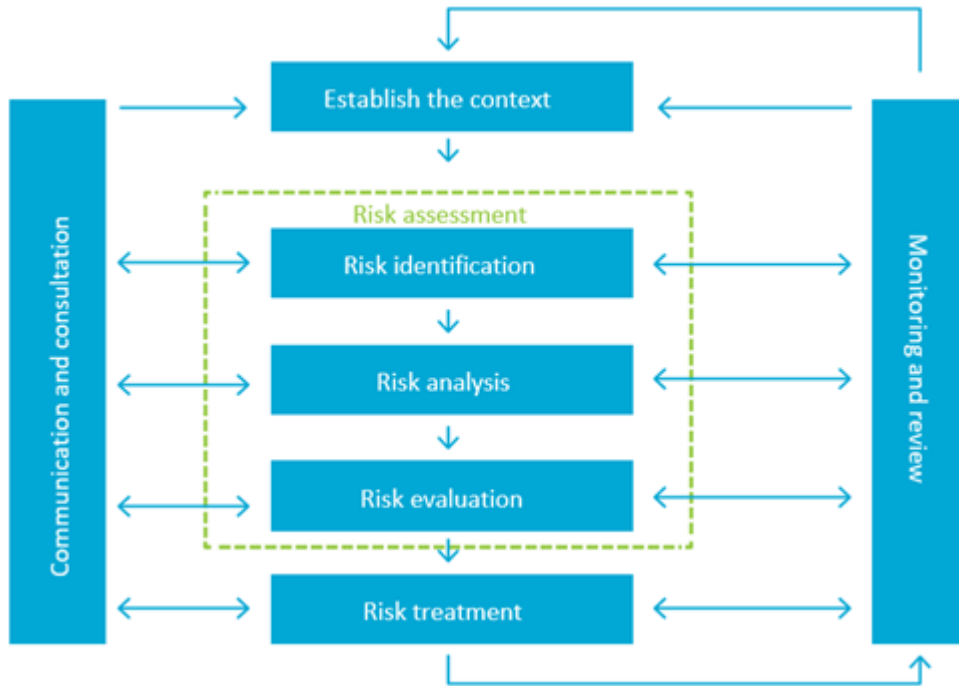 Establish the context
Communication and consultation
Risk assessment
Risk identification
Risk analysis
Risk evaluation
Risk treatment
Monitoring and review